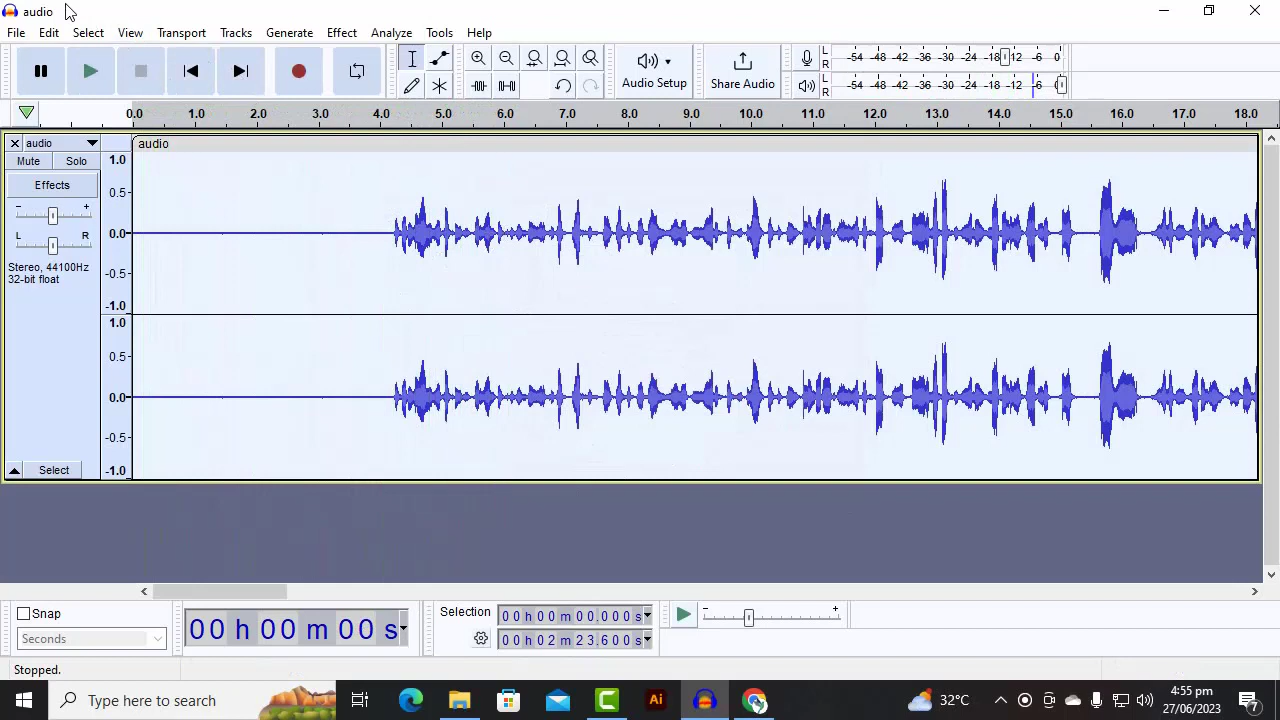 audio
File Edit Select View Transport Tracks Generate Effect Analyze Tools Help
Audio Setup
Share Audio
L R -54 -48 -42 -36 -30 -24 -18 -12 -6 0
L R -54 -48 -42 -36 -30 -24 -18 -12 -6 0
0.0 1.0 2.0 3.0 4.0 5.0 6.0 7.0 8.0 9.0 10.0 11.0 12.0 13.0 14.0 15.0 16.0 17.0 18.0
audio
audio
Mute Solo
Effects
- +
L R
Stereo, 44100Hz
32-bit float
Select
1.0
0.5
0.0
-0.5
-1.0
1.0
0.5
0.0
-0.5
-1.0
Snap
Seconds
00 h 00 m 00 s
Selection
00 h 00 m 00.000 s
00 h 02 m 23.600 s
- +
Stopped.
Type here to search
Ai
32°C
4:55 pm
27/06/2023
7